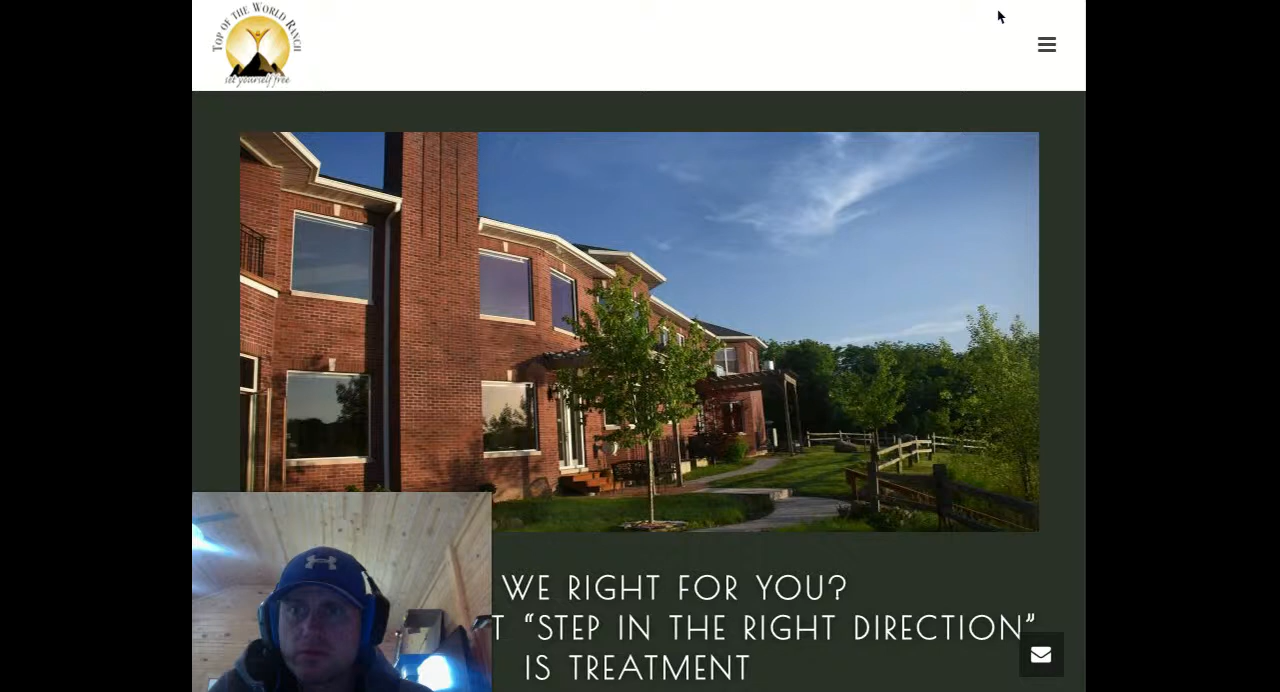 TOP OF THE WORLD RANCH
set yourself free
WE RIGHT FOR YOU?
T “STEP IN THE RIGHT DIRECTION”
IS TREATMENT